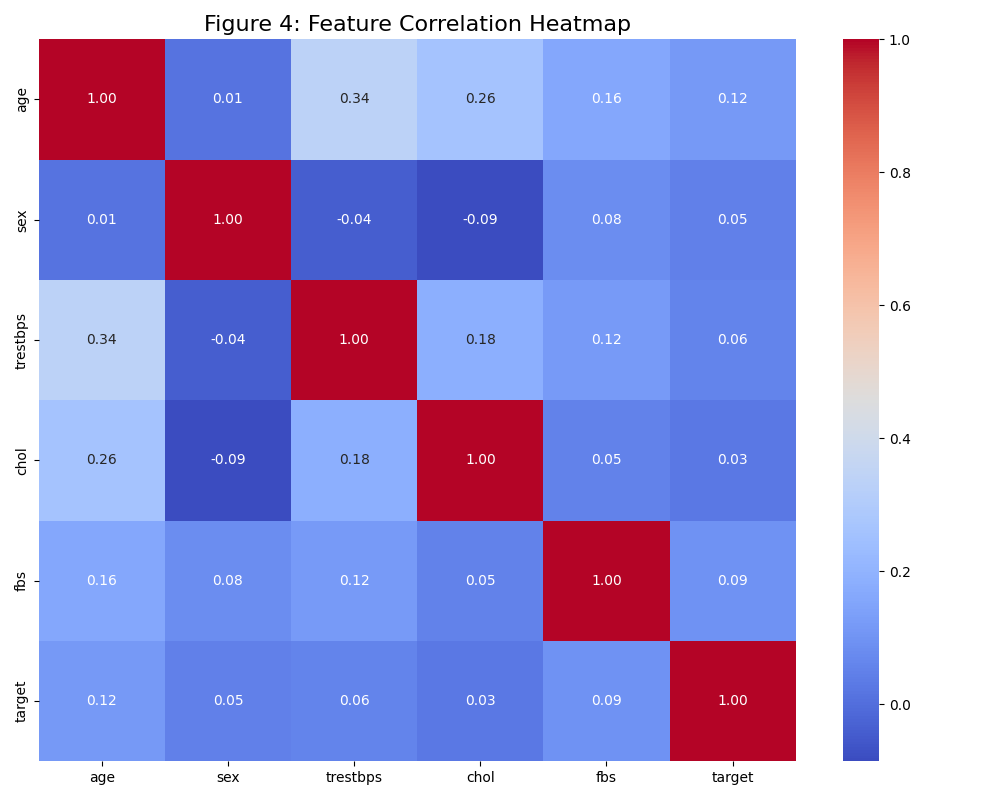 Figure 4: Feature Correlation Heatmap
age 1.00 0.01 0.34 0.26 0.16 0.12
sex 0.01 1.00 -0.04 -0.09 0.08 0.05
trestbps 0.34 -0.04 1.00 0.18 0.12 0.06
chol 0.26 -0.09 0.18 1.00 0.05 0.03
fbs 0.16 0.08 0.12 0.05 1.00 0.09
target 0.12 0.05 0.06 0.03 0.09 1.00
age sex trestbps chol fbs target
1.0
0.8
0.6
0.4
0.2
0.0